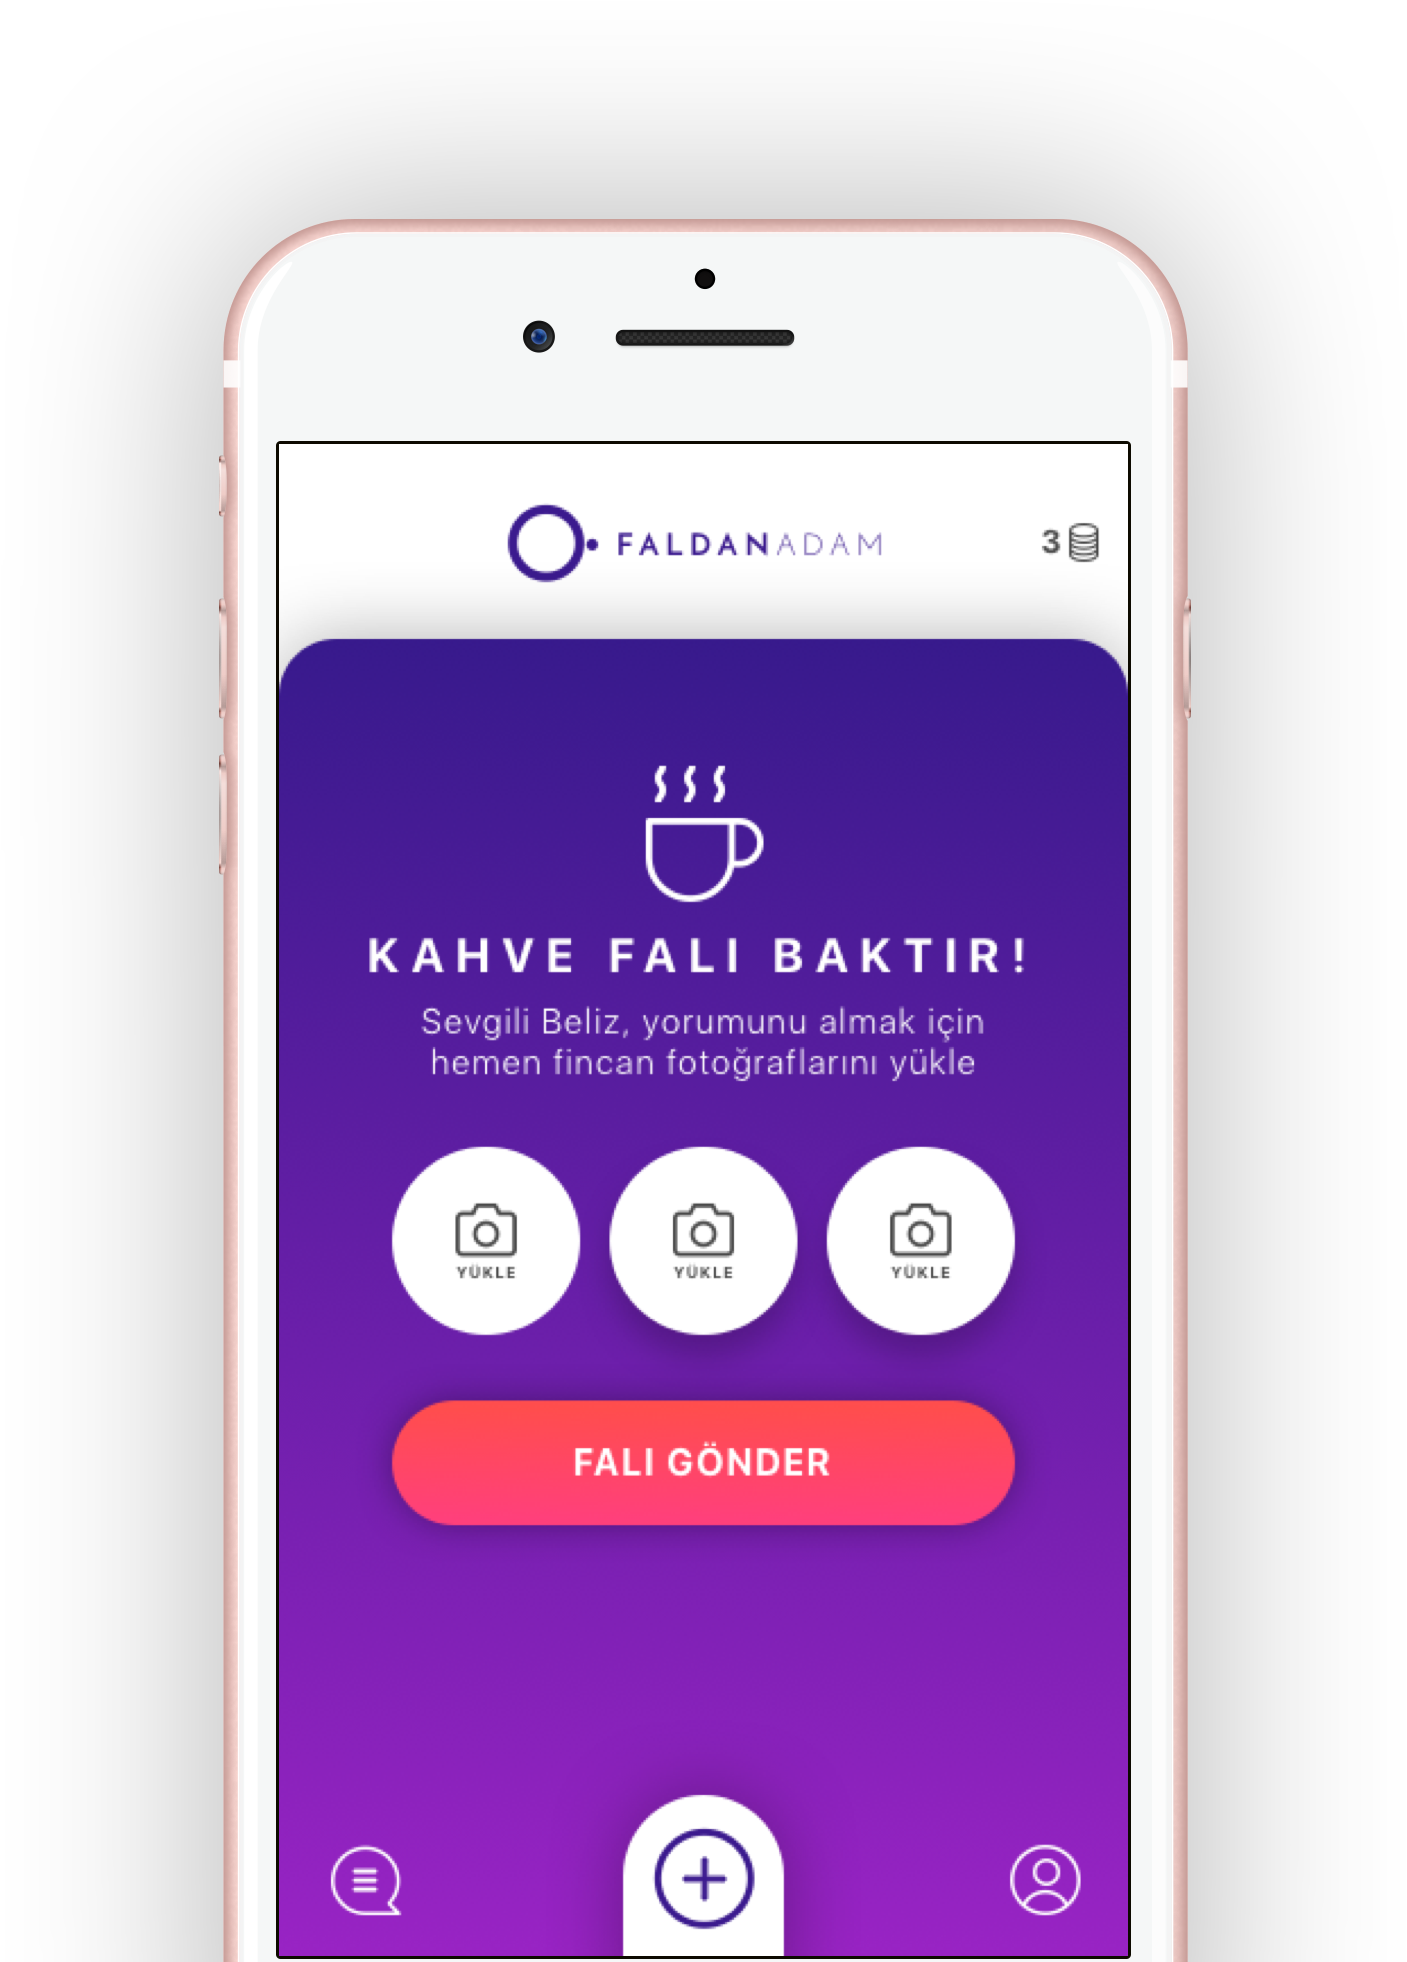 FALDANADAM
3
KAHVE FALI BAKTIR!
Sevgili Beliz, yorumunu almak için
hemen fincan fotoğraflarını yükle
YÜKLE
YÜKLE
YÜKLE
FALI GÖNDER